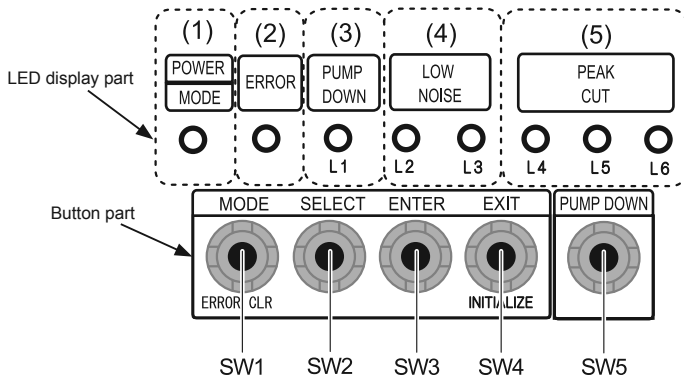 (1) (2) (3) (4) (5)
POWER
MODE
ERROR
PUMP
DOWN
LOW
NOISE
PEAK
CUT
LED display part
L1 L2 L3 L4 L5 L6
Button part
MODE SELECT ENTER EXIT PUMP DOWN
ERROR CLR INITIALIZE
SW1 SW2 SW3 SW4 SW5